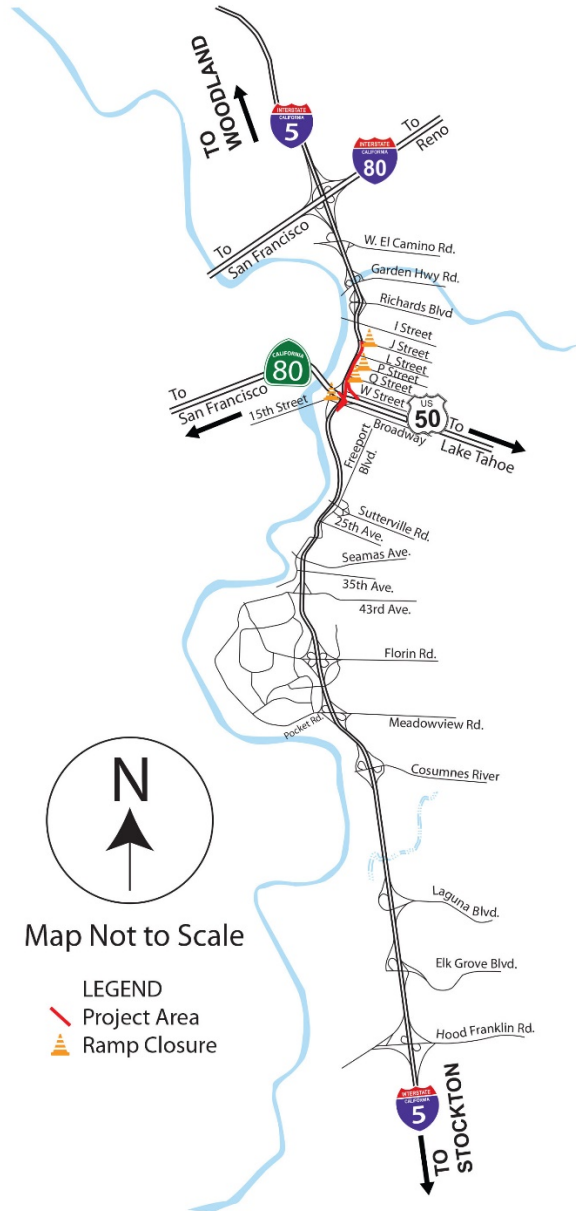 TO
WOODLAND
INTERSTATE
CALIFORNIA
5
To
Reno
INTERSTATE
CALIFORNIA
80
To
San Francisco
W. El Camino Rd.
Garden Hwy Rd.
Richards Blvd
I Street
J Street
L Street
P Street
Q Street
W Street
CALIFORNIA
80
To
San Francisco
15th Street
US
50
To
Lake Tahoe
Broadway
Freeport
Blvd.
Sutterville Rd.
25th Ave.
Seamas Ave.
35th Ave.
43rd Ave.
Florin Rd.
Pocket Rd.
Meadowview Rd.
Cosumnes River
N
Map Not to Scale
LEGEND
Project Area
Ramp Closure
Laguna Blvd.
Elk Grove Blvd.
Hood Franklin Rd.
INTERSTATE
CALIFORNIA
5
TO
STOCKTON